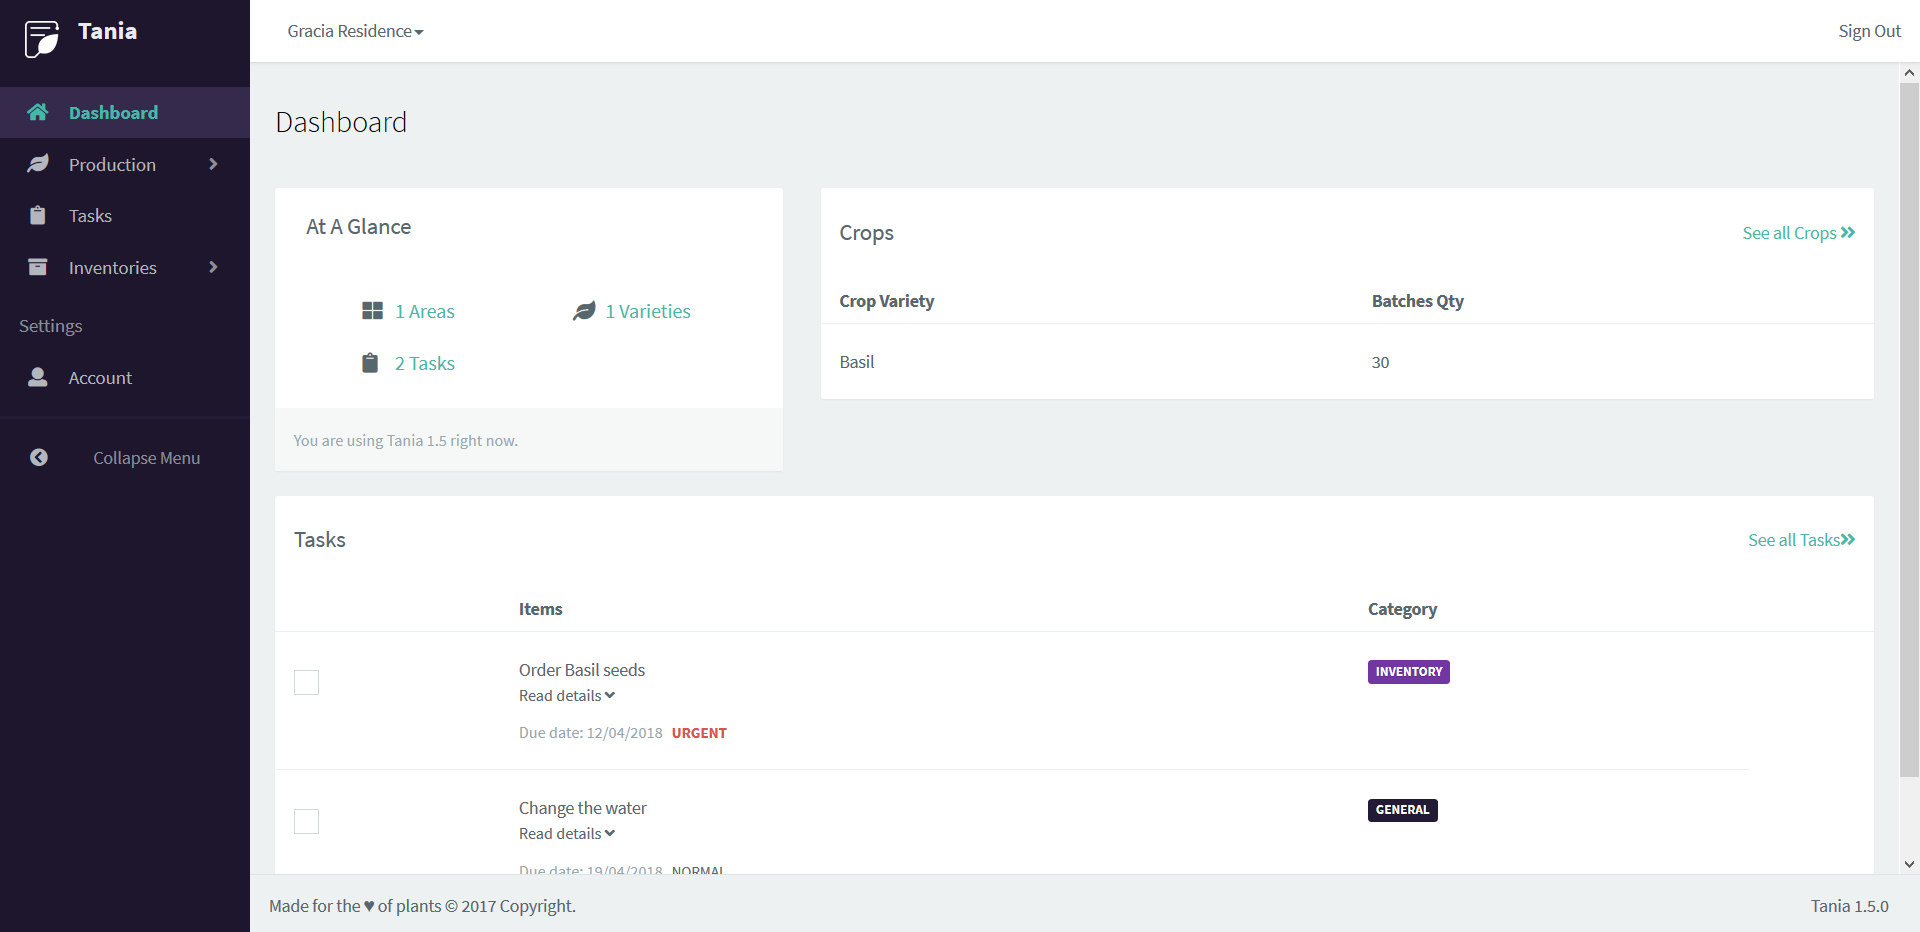 Tania
Gracia Residence
Sign Out
Dashboard
Production
Tasks
Inventories
Settings
Account
Collapse Menu
Dashboard
At A Glance
1 Areas
1 Varieties
2 Tasks
You are using Tania 1.5 right now.
Crops
See all Crops
Crop Variety
Batches Qty
Basil
30
Tasks
See all Tasks
Items
Category
Order Basil seeds
INVENTORY
Read details
Due date: 12/04/2018 URGENT
Change the water
GENERAL
Read details
Due date: 19/04/2018 NORMAL
Made for the ♥ of plants © 2017 Copyright.
Tania 1.5.0